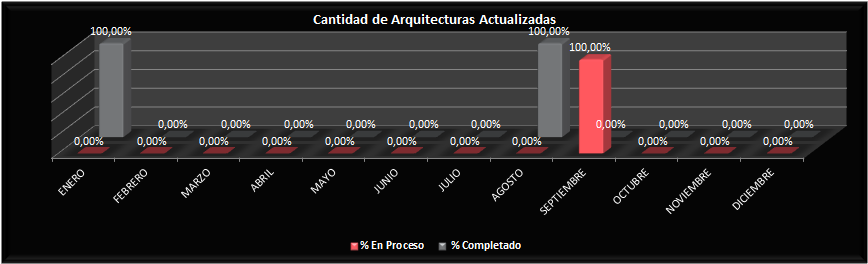 Cantidad de Arquitecturas Actualizadas
100,00% 100,00%
100,00%
0,00% 0,00% 0,00% 0,00% 0,00% 0,00% 0,00% 0,00% 0,00% 0,00%
0,00% 0,00% 0,00% 0,00% 0,00% 0,00% 0,00% 0,00% 0,00% 0,00% 0,00%
ENERO
FEBRERO
MARZO
ABRIL
MAYO
JUNIO
JULIO
AGOSTO
SEPTIEMBRE
OCTUBRE
NOVIEMBRE
DICIEMBRE
% En Proceso % Completado